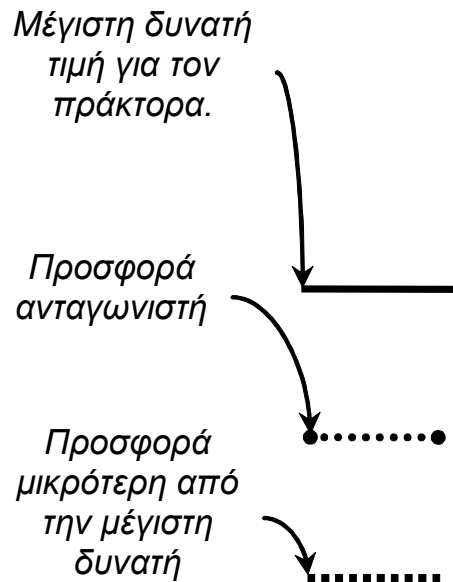 Μέγιστη δυνατή
τιμή για τον
πράκτορα.
Προσφορά
ανταγωνιστή
Προσφορά
μικρότερη από
την μέγιστη
δυνατή